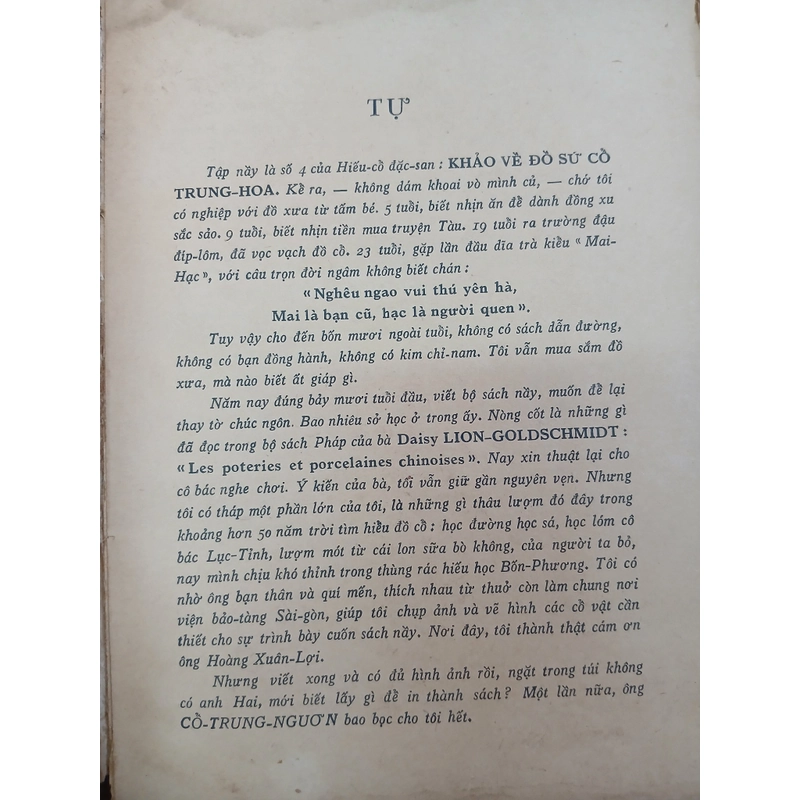 TỰ
Tập nầy là số 4 của Hiếu-cổ đặc-san : KHẢO VỀ ĐỒ SỨ CỔ
TRUNG-HOA. Kể ra, — không dám khoai vò mình củ, — chớ tôi
có nghiệp với đồ xưa từ tấm bé. 5 tuổi, biết nhịn ăn để dành đồng xu
sắc sảo. 9 tuổi, biết nhịn tiền mua truyện Tàu. 19 tuổi ra trường đậu
đíp-lôm, đã vọc vạch đồ cổ. 23 tuổi, gặp lần đầu dĩa trà kiểu « Mai-
Hạc », với câu trọn đời ngâm không biết chán :
« Nghêu ngao vui thú yên hà,
Mai là bạn cũ, hạc là người quen ».
Tuy vậy cho đến bốn mươi ngoài tuổi, không có sách dẫn đường,
không có bạn đồng hành, không có kim chỉ-nam. Tôi vẫn mua sắm đồ
xưa, mà nào biết ất giáp gì.
Năm nay đúng bảy mươi tuổi đầu, viết bộ sách nầy, muốn để lại
thay tờ chúc ngôn. Bao nhiêu sở học ở trong ấy. Nòng cốt là những gì
đã đọc trong bộ sách Pháp của bà Daisy LION-GOLDSCHMIDT :
« Les poteries et porcelaines chinoises ». Nay xin thuật lại cho
cô bác nghe chơi. Ý kiến của bà, tôi vẫn giữ gần nguyên vẹn. Nhưng
tôi có tháp một phần lớn của tôi, là những gì thâu lượm đó đây trong
khoảng hơn 50 năm trời tìm hiểu đồ cổ : học đường học sá, học lóm cô
bác Lục-Tỉnh, lượm mót từ cái lon sữa bò không, của người ta bỏ,
nay mình chịu khó thỉnh trong thùng rác hiếu học Bốn-Phương. Tôi có
nhờ ông bạn thân và quí mến, thích nhau từ thuở còn làm chung nơi
viện bảo-tàng Sài-gòn, giúp tôi chụp ảnh và vẽ hình các cổ vật cần
thiết cho sự trình bày cuốn sách nầy. Nơi đây, tôi thành thật cám ơn
ông Hoàng Xuân-Lợi.
Nhưng viết xong và có đủ hình ảnh rồi, ngặt trong túi không
có anh Hai, mới biết lấy gì để in thành sách ? Một lần nữa, ông
CỔ-TRUNG-NGƯƠN bao bọc cho tôi hết.